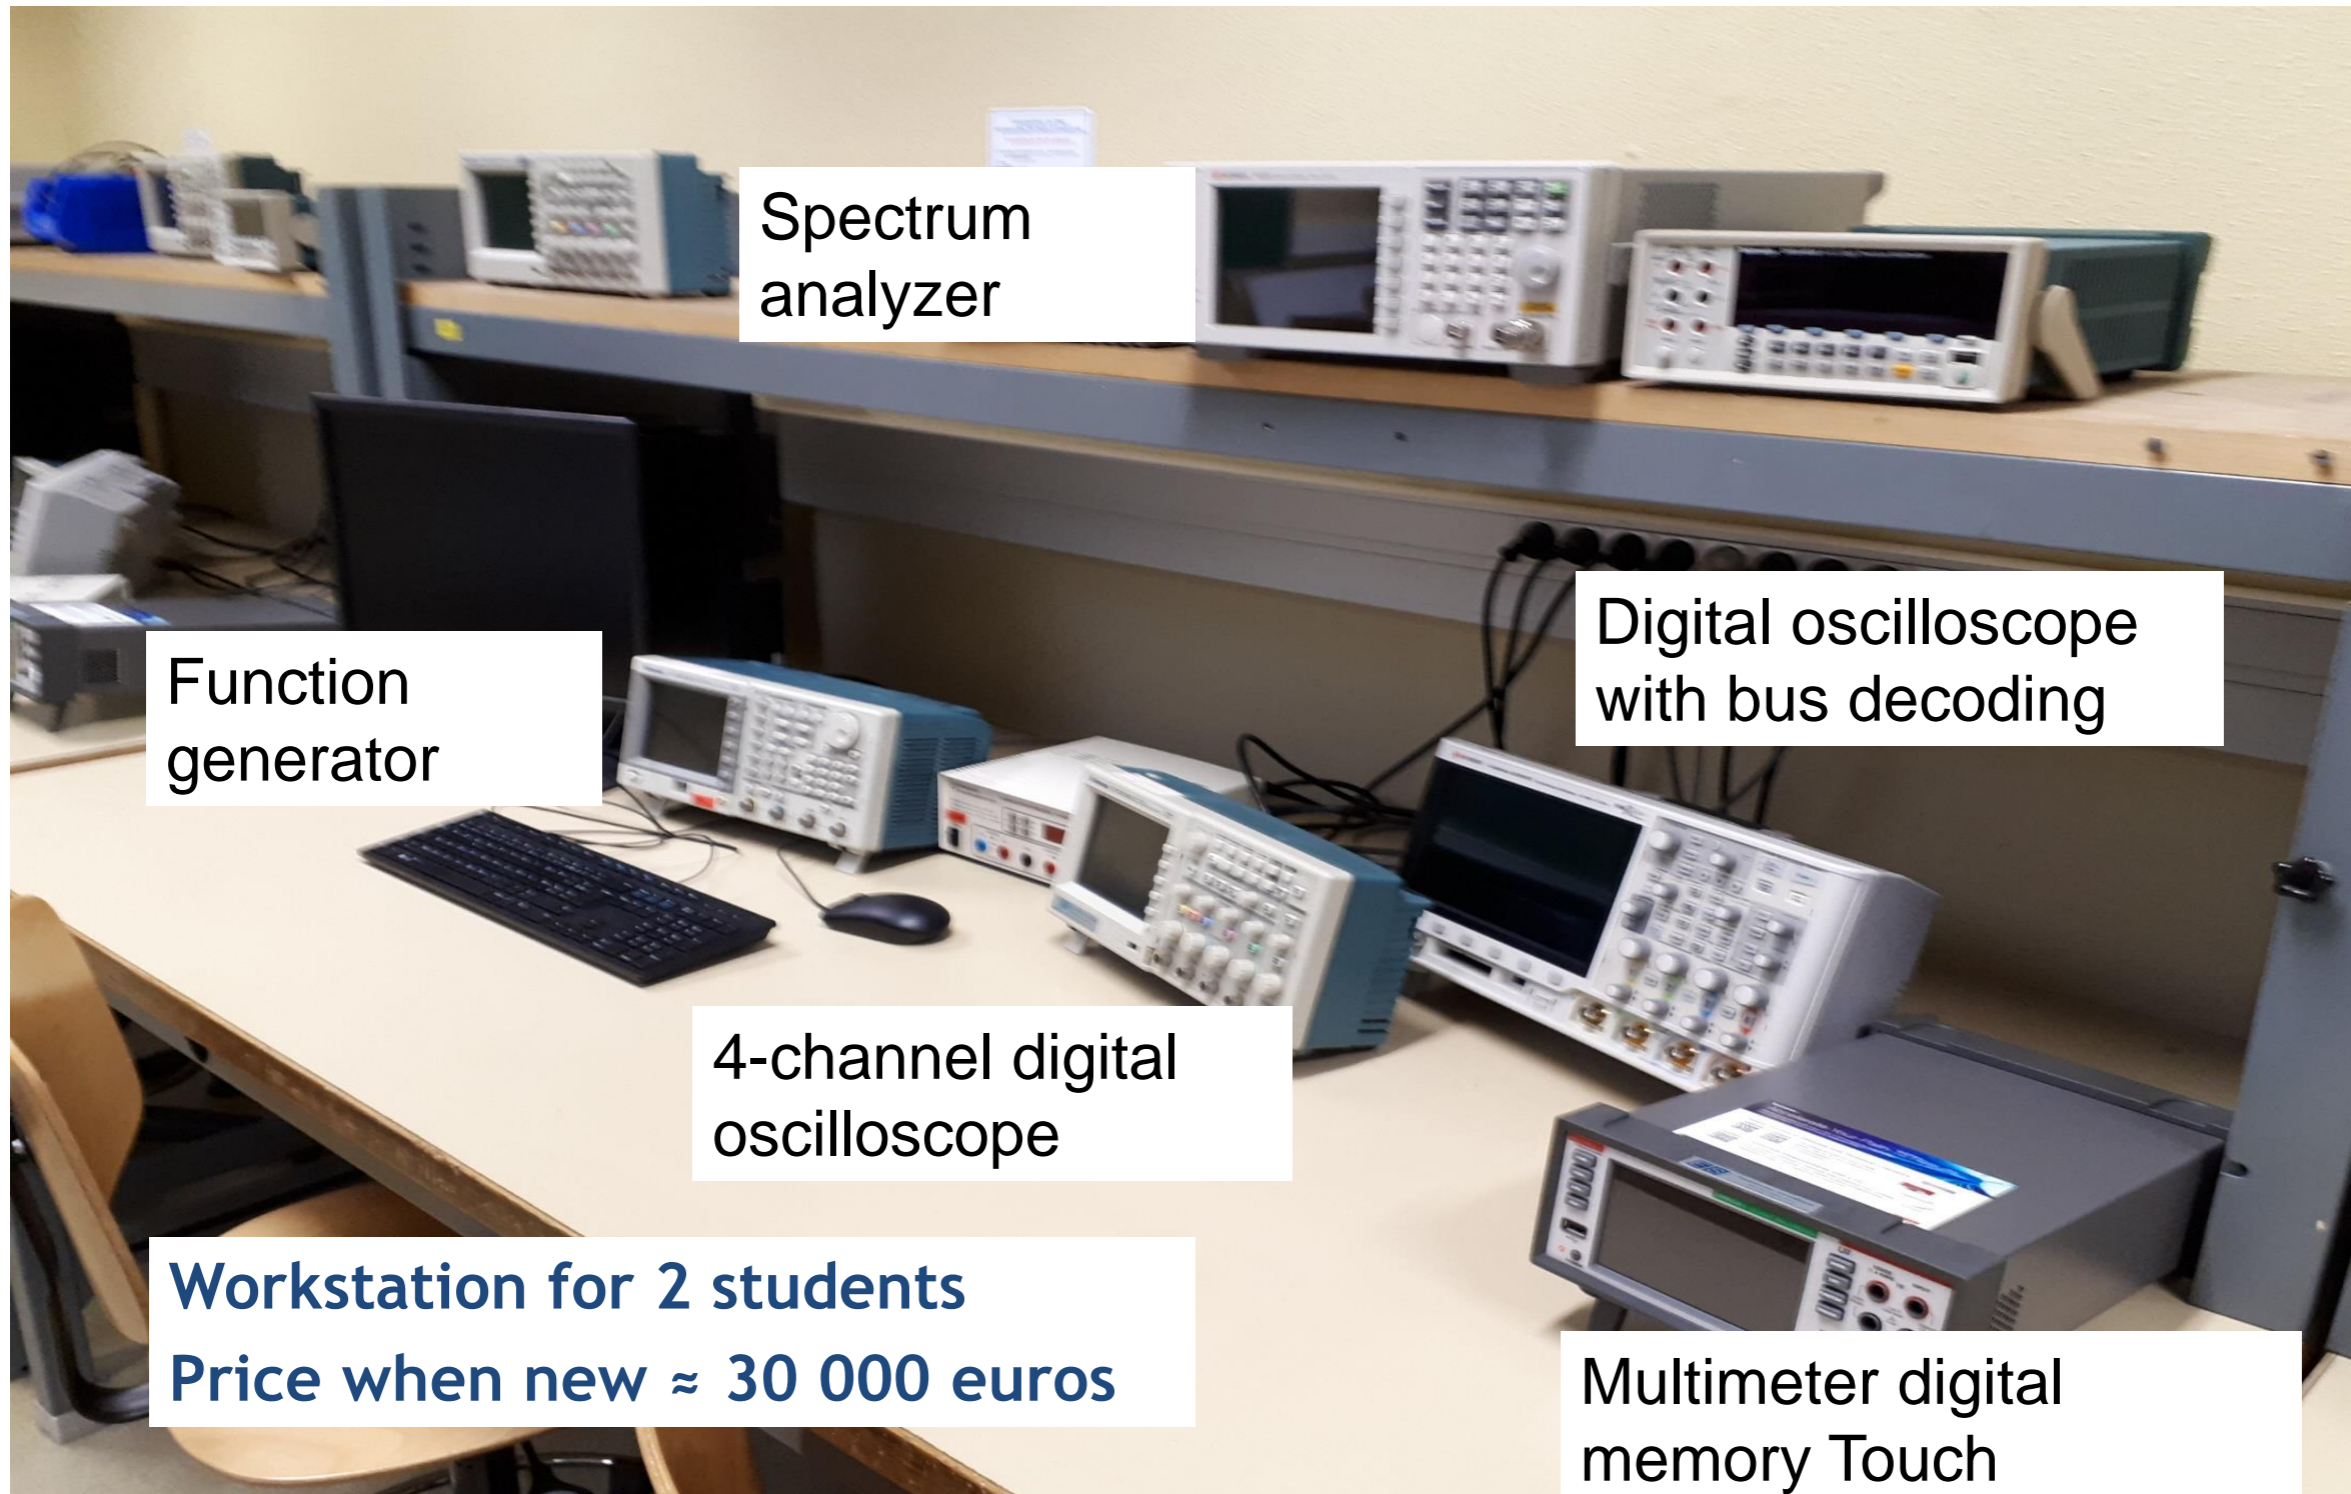 Spectrum
analyzer
Digital oscilloscope
with bus decoding
Function
generator
4-channel digital
oscilloscope
Workstation for 2 students
Price when new ≈ 30 000 euros
Multimeter digital
memory Touch